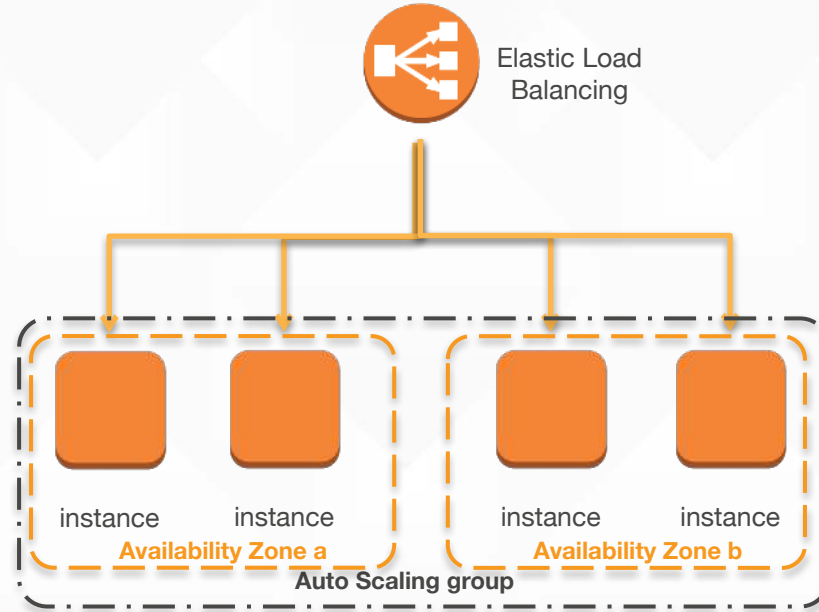 Elastic Load
Balancing
instance
instance
instance
instance
Availability Zone a
Availability Zone b
Auto Scaling group